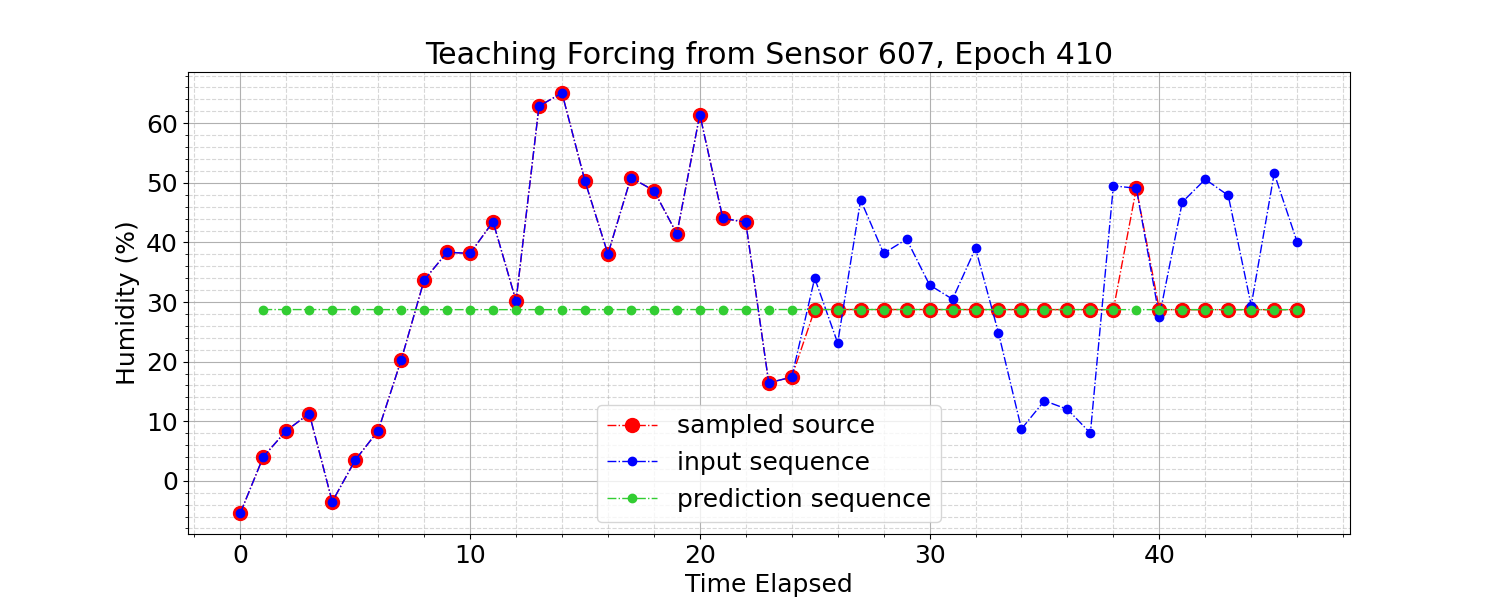 Teaching Forcing from Sensor 607, Epoch 410
Humidity (%)
60
50
40
30
20
10
0
sampled source
input sequence
prediction sequence
0 10 20 30 40
Time Elapsed